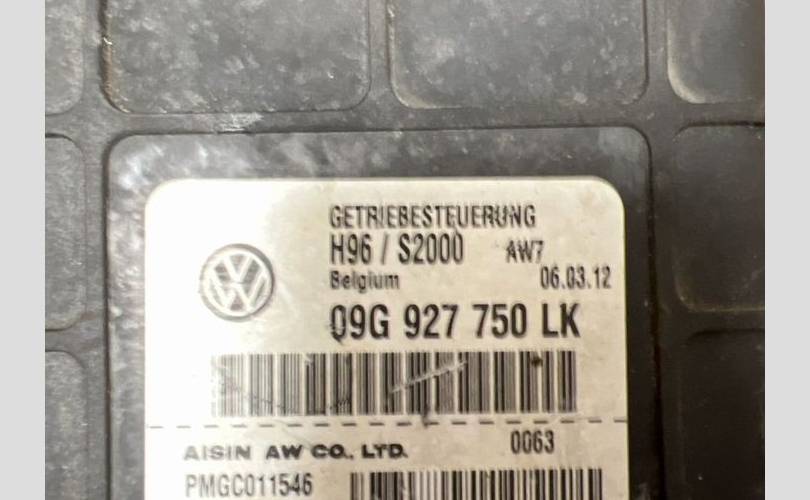 GETRIEBESTEUERUNG
H96 / S2000 AW7
Belgium 06.03.12
09G 927 750 LK
AISIN AW CO., LTD. 0063
PMGC011546